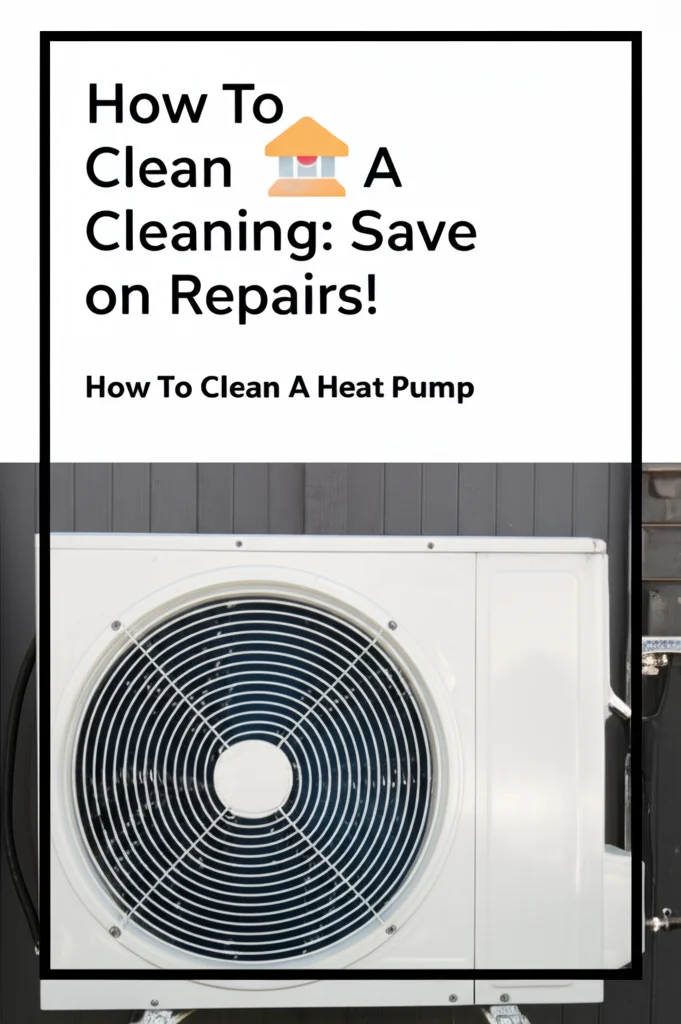 How To
Clean A
Cleaning: Save
on Repairs!
How To Clean A Heat Pump